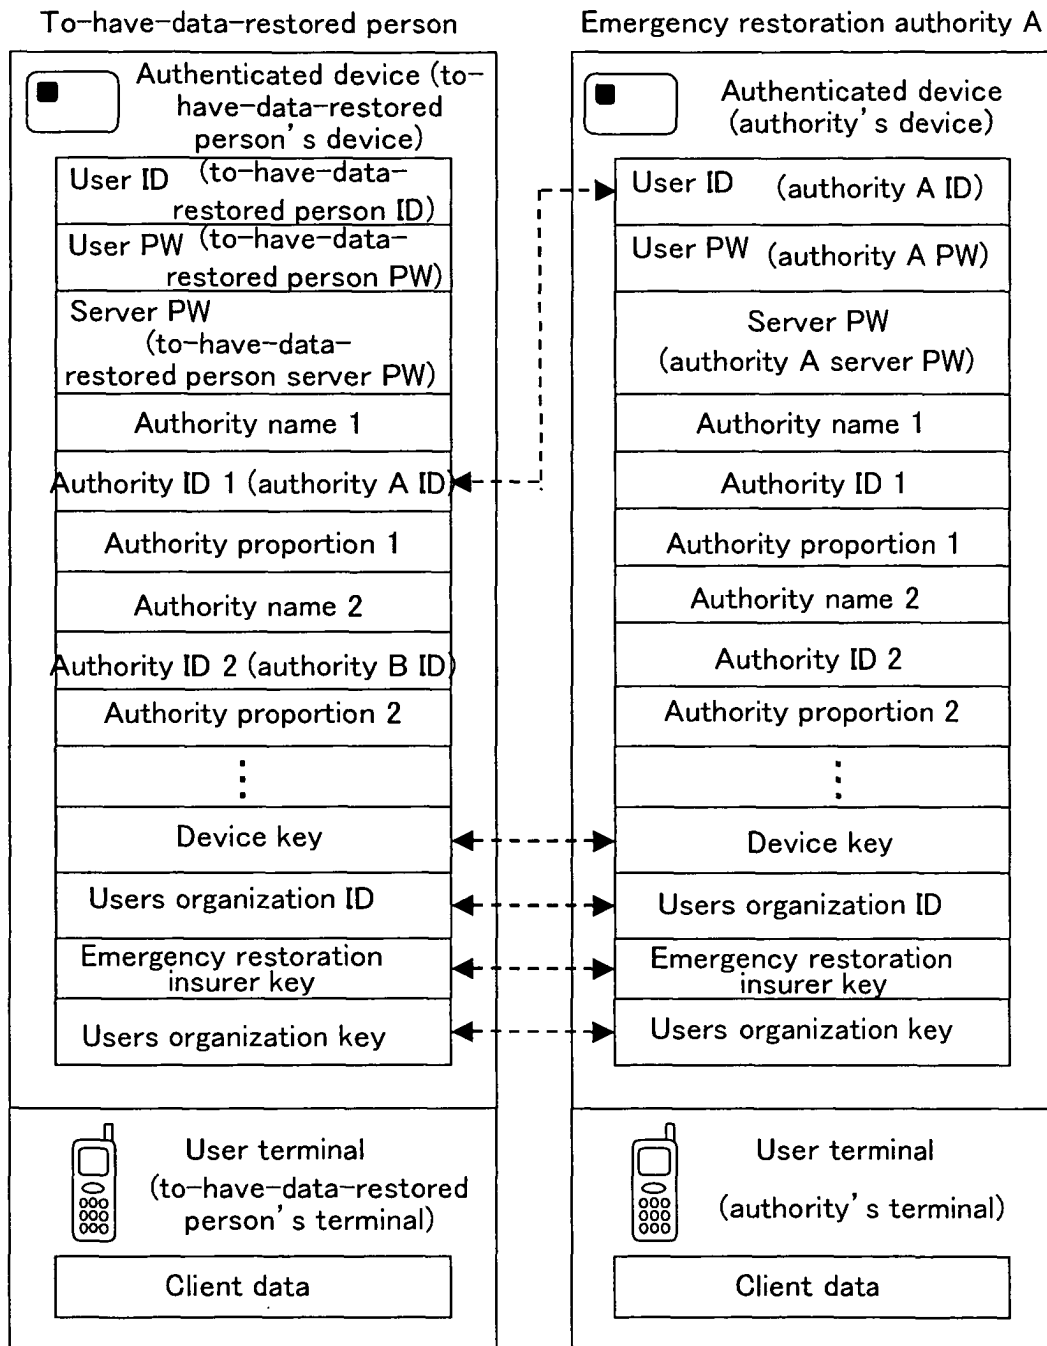 To-have-data-restored person
Authenticated device (to-
have-data-restored
person's device)
User ID (to-have-data-
restored person ID)
User PW (to-have-data-
restored person PW)
Server PW
(to-have-data-
restored person server PW)
Authority name 1
Authority ID 1 (authority A ID)
Authority proportion 1
Authority name 2
Authority ID 2 (authority B ID)
Authority proportion 2
Device key
Users organization ID
Emergency restoration
insurer key
Users organization key
User terminal
(to-have-data-restored
person's terminal)
Client data
Emergency restoration authority A
Authenticated device
(authority's device)
User ID (authority A ID)
User PW (authority A PW)
Server PW
(authority A server PW)
Authority name 1
Authority ID 1
Authority proportion 1
Authority name 2
Authority ID 2
Authority proportion 2
Device key
Users organization ID
Emergency restoration
insurer key
Users organization key
User terminal
(authority's terminal)
Client data